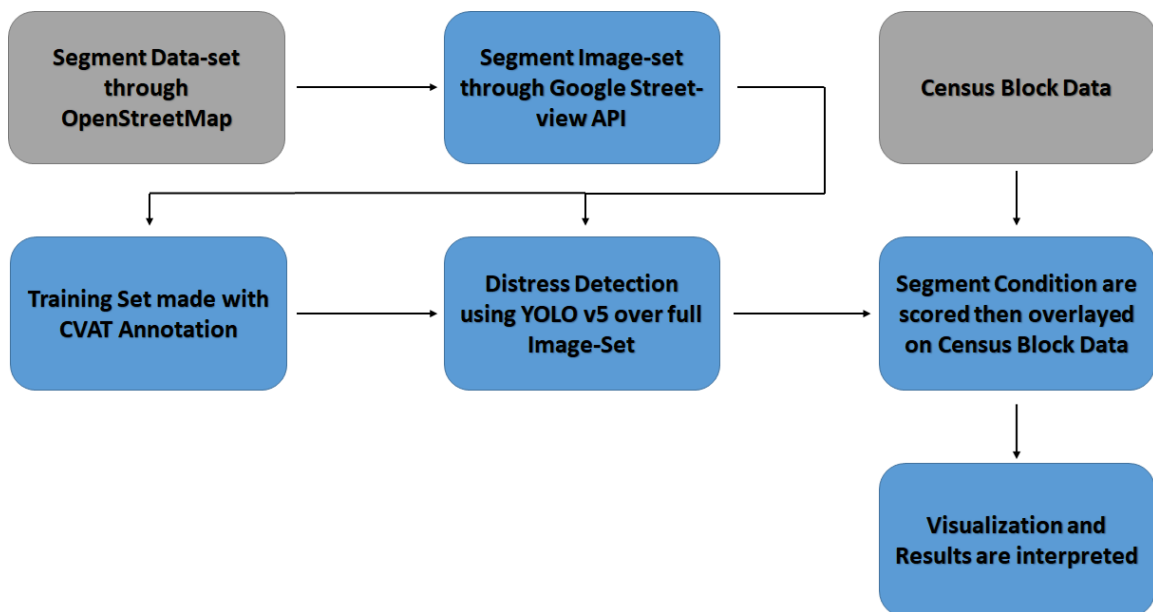 Segment Data-set
through
OpenStreetMap
Segment Image-set
through Google Street-
view API
Census Block Data
Training Set made with
CVAT Annotation
Distress Detection
using YOLO v5 over full
Image-Set
Segment Condition are
scored then overlayed
on Census Block Data
Visualization and
Results are interpreted